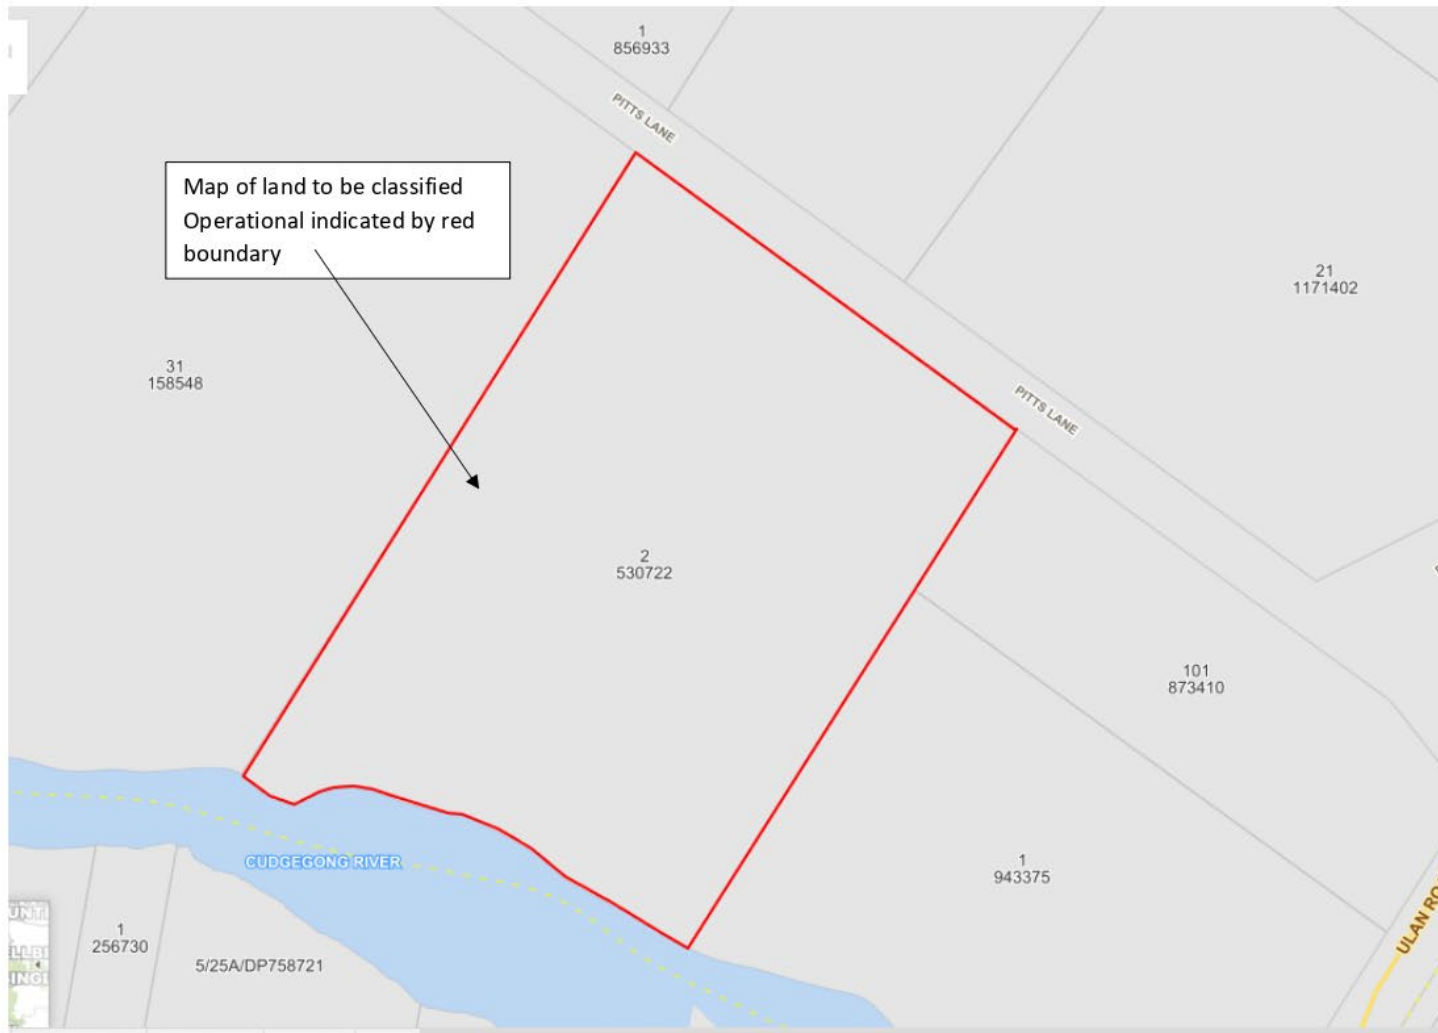 1
856933
PITTS LANE
Map of land to be classified
Operational indicated by red
boundary
21
1171402
31
158548
PITTS LANE
2
530722
101
873410
CUDGEGONG RIVER
1
943375
1
256730
5/25A/DP758721
ULAN RO